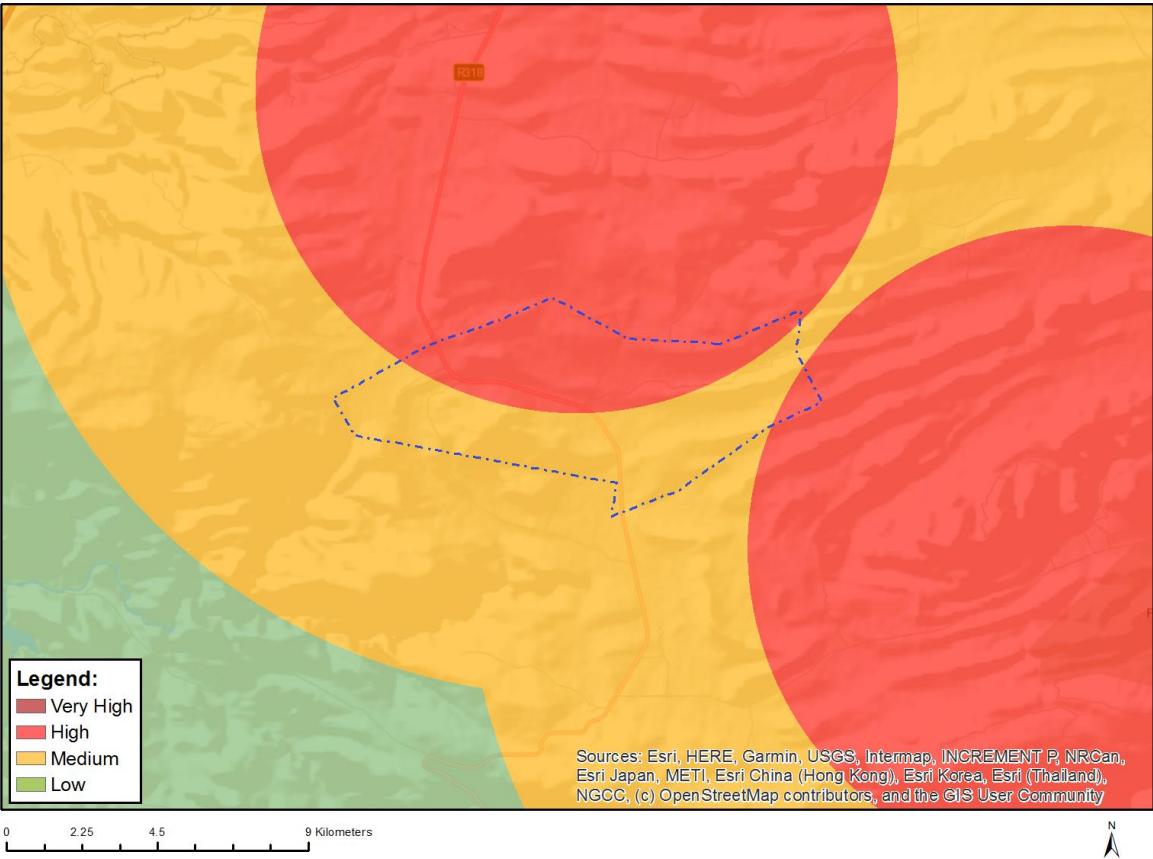 R318
Legend:
Very High
High
Medium
Low
Sources: Esri, HERE, Garmin, USGS, Intermap, INCREMENT P, NRCan,
Esri Japan, METI, Esri China (Hong Kong), Esri Korea, Esri (Thailand),
NGCC, (c) OpenStreetMap contributors, and the GIS User Community
0 2.25 4.5 9 Kilometers
N